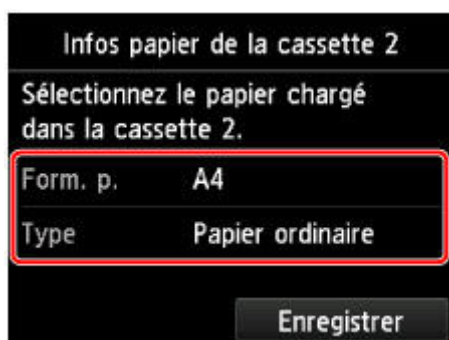 Infos papier de la cassette 2
Sélectionnez le papier chargé
dans la cassette 2.
Form. p. A4
Type Papier ordinaire
Enregistrer